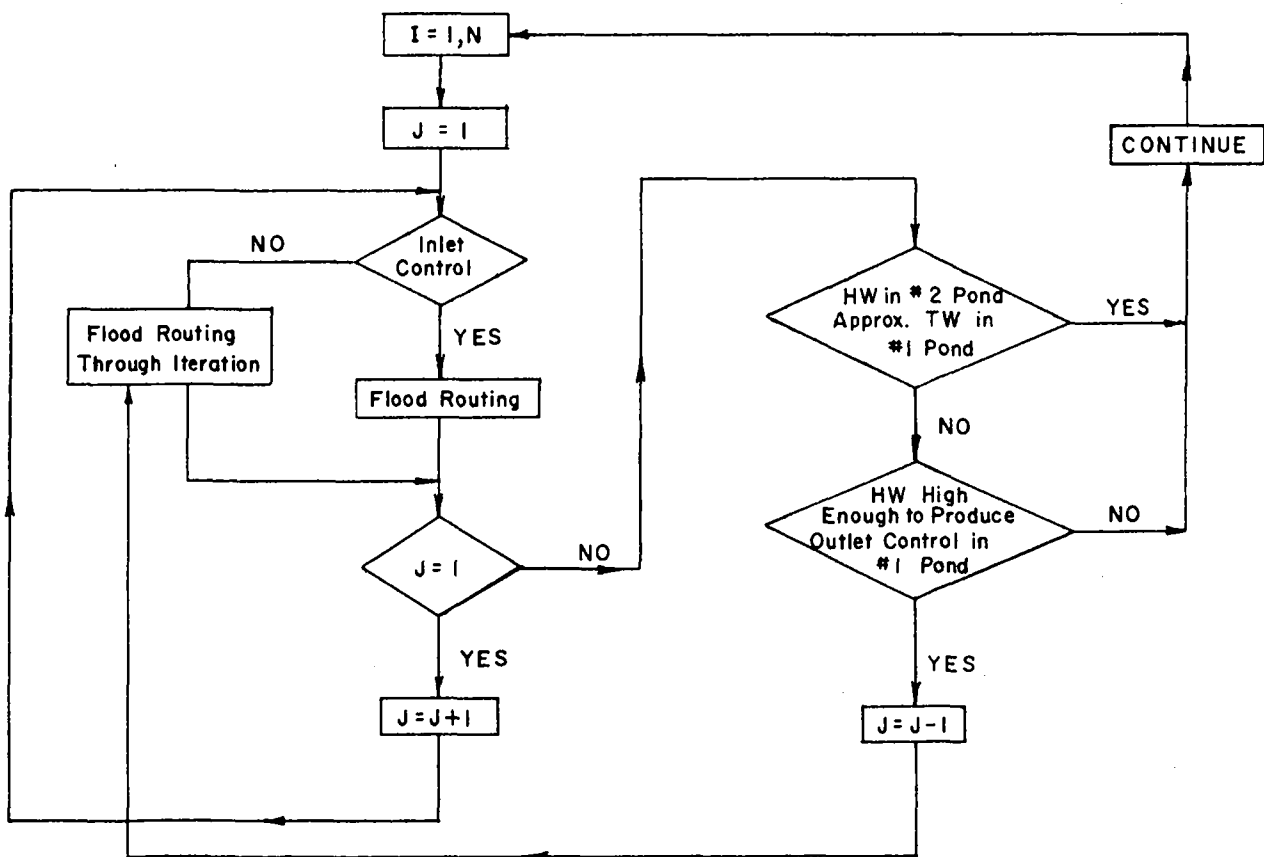 I = 1, N
J = 1
CONTINUE
NO
Inlet
Control
HW in #2 Pond
Approx. TW in
#1 Pond
YES
YES
Flood Routing
Through Iteration
Flood Routing
NO
HW High
Enough to Produce
Outlet Control in
#1 Pond
NO
J = 1
NO
YES
YES
J = J+1
J = J-1